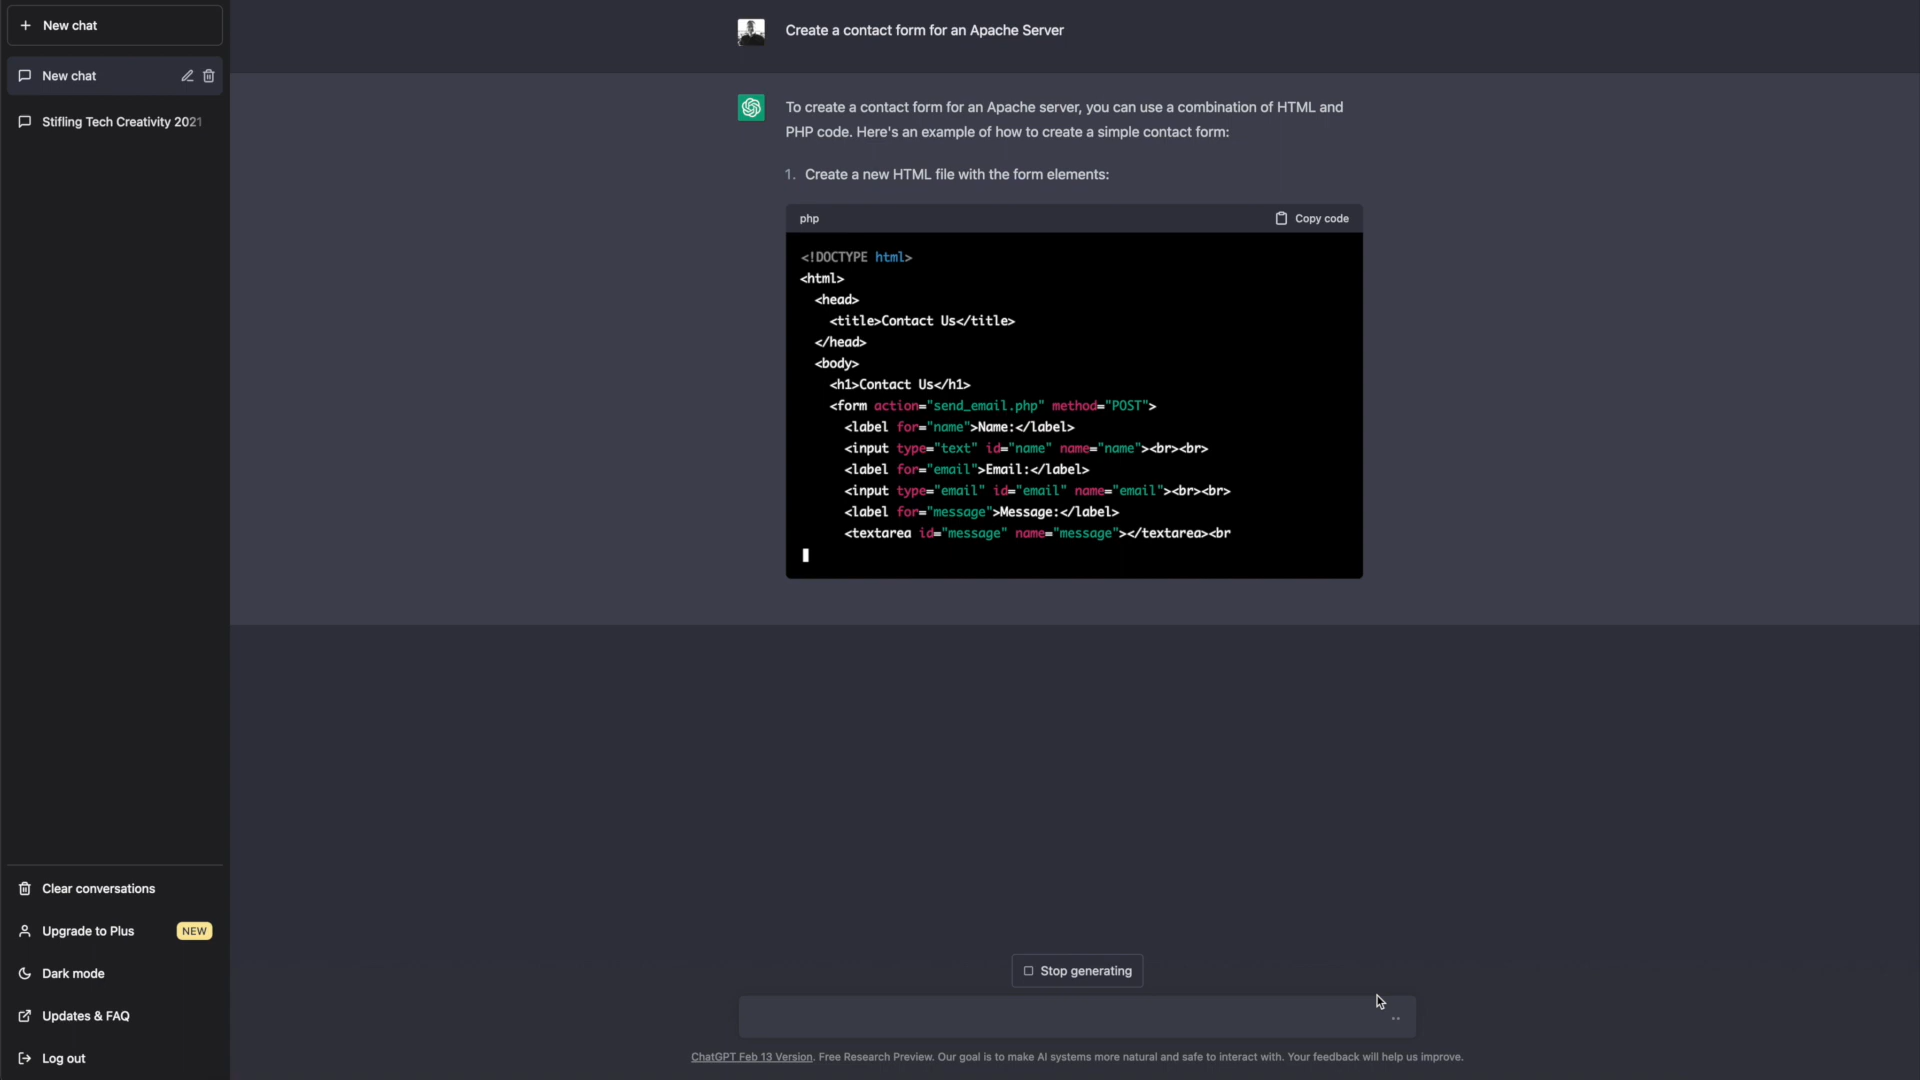 New chat
New chat
Stifling Tech Creativity 2021
Clear conversations
Upgrade to Plus NEW
Dark mode
Updates & FAQ
Log out
Create a contact form for an Apache Server
To create a contact form for an Apache server, you can use a combination of HTML and
PHP code. Here's an example of how to create a simple contact form:
1. Create a new HTML file with the form elements:
php Copy code
<!DOCTYPE html>
<html>
  <head>
    <title>Contact Us</title>
  </head>
  <body>
    <h1>Contact Us</h1>
    <form action="send_email.php" method="POST">
      <label for="name">Name:</label>
      <input type="text" id="name" name="name"><br><br>
      <label for="email">Email:</label>
      <input type="email" id="email" name="email"><br><br>
      <label for="message">Message:</label>
      <textarea id="message" name="message"></textarea><br
Stop generating
ChatGPT Feb 13 Version. Free Research Preview. Our goal is to make AI systems more natural and safe to interact with. Your feedback will help us improve.